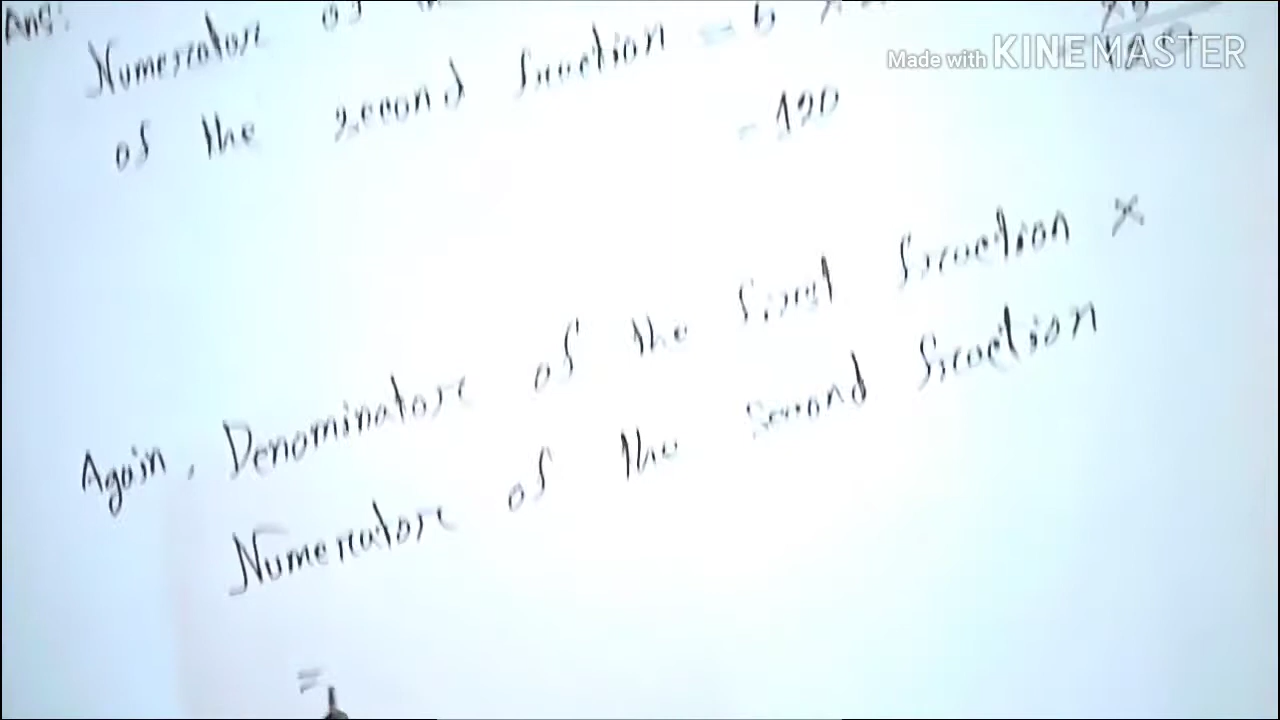 Ans:
Numerator of
of the second fraction = 6 ×
= 120
Again, Denominator of the first fraction ×
Numerator of the second fraction
=
Made with KINEMASTER